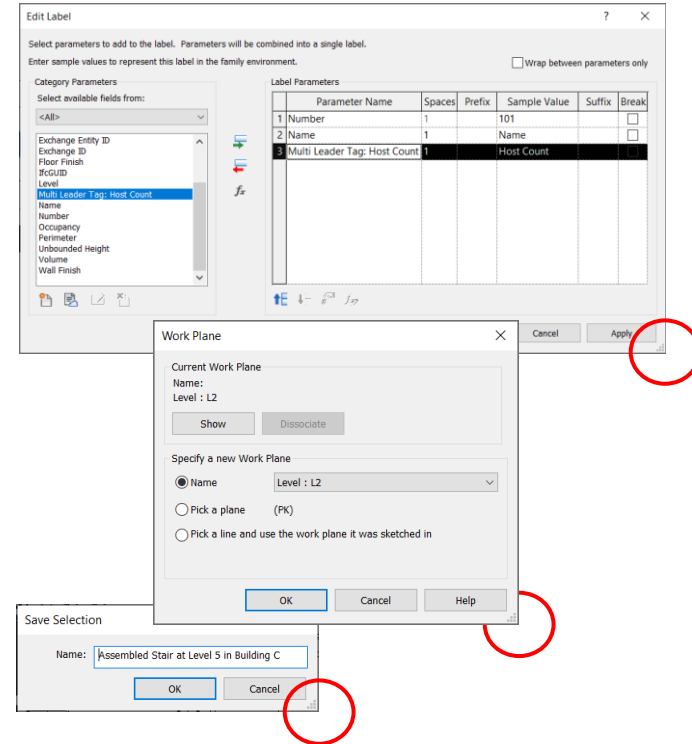 Edit Label
?
Select parameters to add to the label. Parameters will be combined into a single label.
Enter sample values to represent this label in the family environment.
Wrap between parameters only
Category Parameters
Select available fields from:
<All>
Exchange Entity ID
Exchange ID
Floor Finish
IfcGUID
Level
Multi Leader Tag: Host Count
Name
Number
Occupancy
Perimeter
Unbounded Height
Volume
Wall Finish
fx
Label Parameters
Parameter Name Spaces Prefix Sample Value Suffix Break
1 Number 1 101
2 Name 1 Name
3 Multi Leader Tag: Host Count 1 Host Count
Cancel Apply
Work Plane
Current Work Plane
Name:
Level : L2
Show Dissociate
Specify a new Work Plane
Name Level : L2
Pick a plane (PK)
Pick a line and use the work plane it was sketched in
OK Cancel Help
Save Selection
Name: Assembled Stair at Level 5 in Building C
OK Cancel